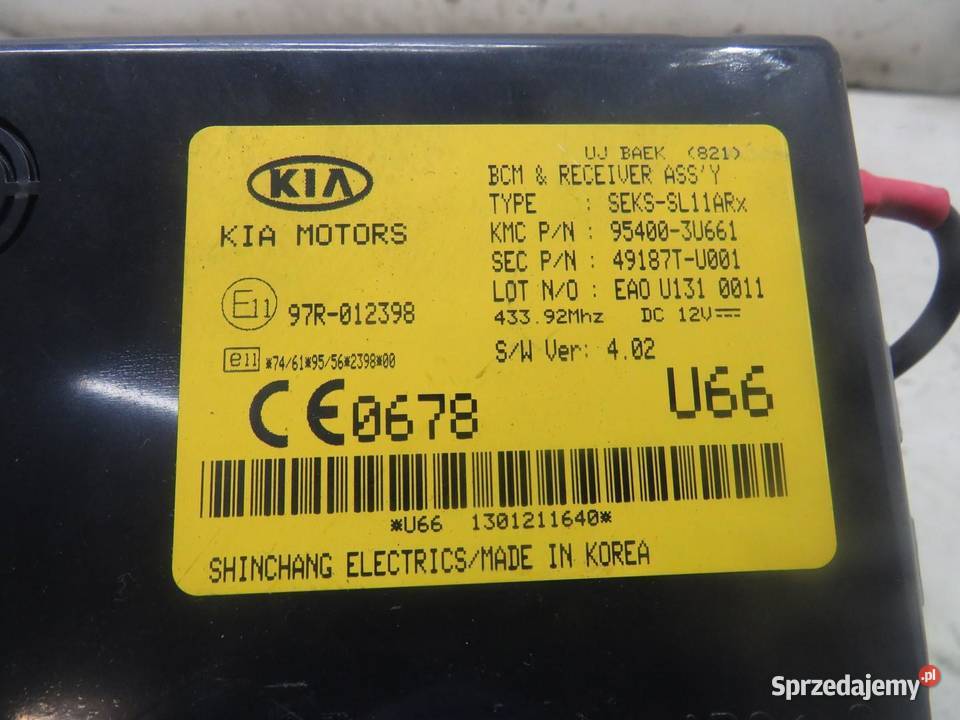 UJ BAEK (821)
KIA
KIA MOTORS
BCM & RECEIVER ASS'Y
TYPE : SEKS-SL11ARx
KMC P/N : 95400-3U661
SEC P/N : 49187T-U001
LOT N/O : EAO U131 0011
433.92Mhz DC 12V
S/W Ver: 4.02
E11 97R-012398
e11 *74/61*95/56*2398*00
CE0678
U66
*U66 1301211640*
SHINCHANG ELECTRICS/MADE IN KOREA
Sprzedajemy.pl